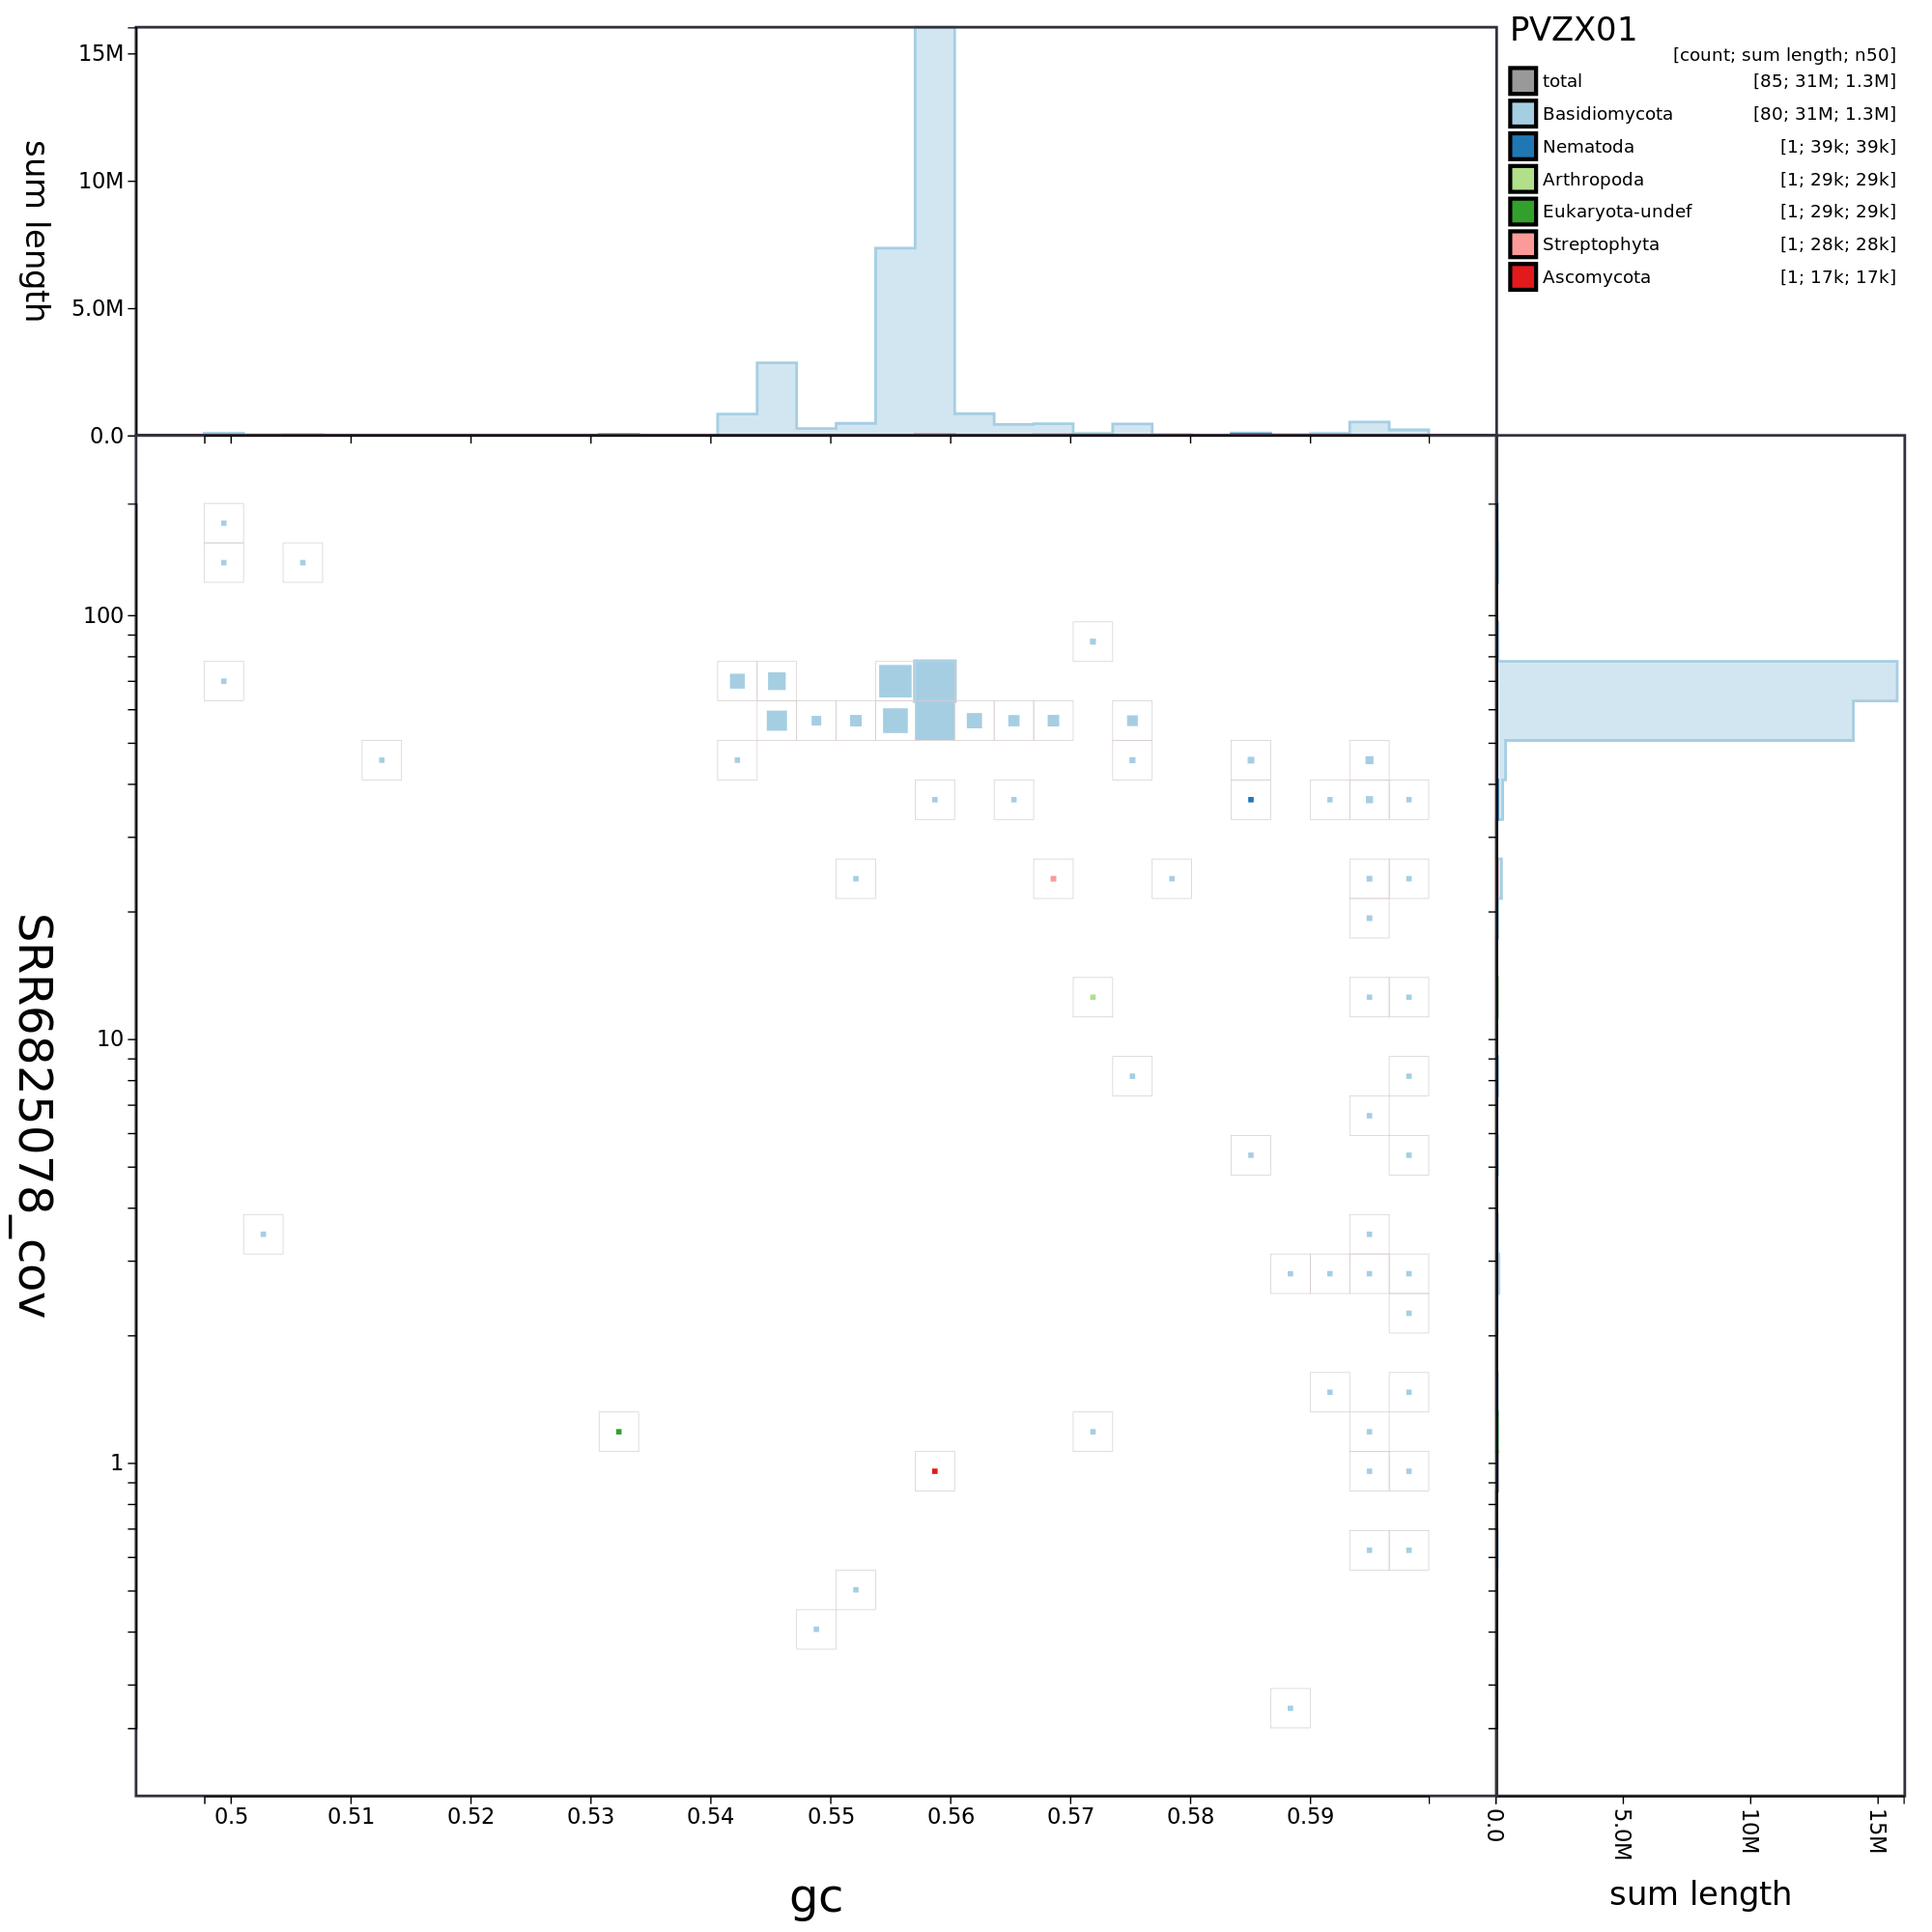 PVZX01
[count; sum length; n50]
total [85; 31M; 1.3M]
Basidiomycota [80; 31M; 1.3M]
Nematoda [1; 39k; 39k]
Arthropoda [1; 29k; 29k]
Eukaryota-undef [1; 29k; 29k]
Streptophyta [1; 28k; 28k]
Ascomycota [1; 17k; 17k]
sum length
15M
10M
5.0M
0.0
SRR6825078_cov
100
10
1
0.5 0.51 0.52 0.53 0.54 0.55 0.56 0.57 0.58 0.59
gc
0.0 5.0M 10M 15M
sum length